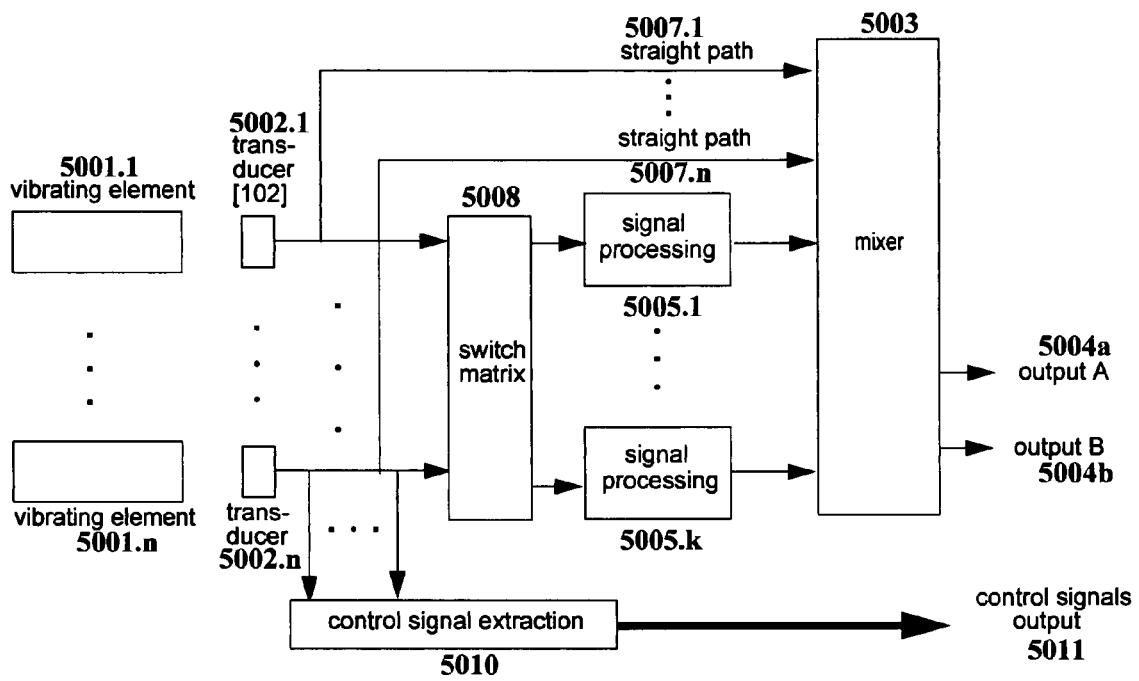 5007.1
straight path
5003
5002.1
trans-
ducer
[102]
straight path
5007.n
5001.1
vibrating element
5008
signal
processing
5005.1
mixer
switch
matrix
5004a
output A
signal
processing
5005.k
output B
5004b
vibrating element
5001.n
trans-
ducer
5002.n
control signal extraction
5010
control signals
output
5011